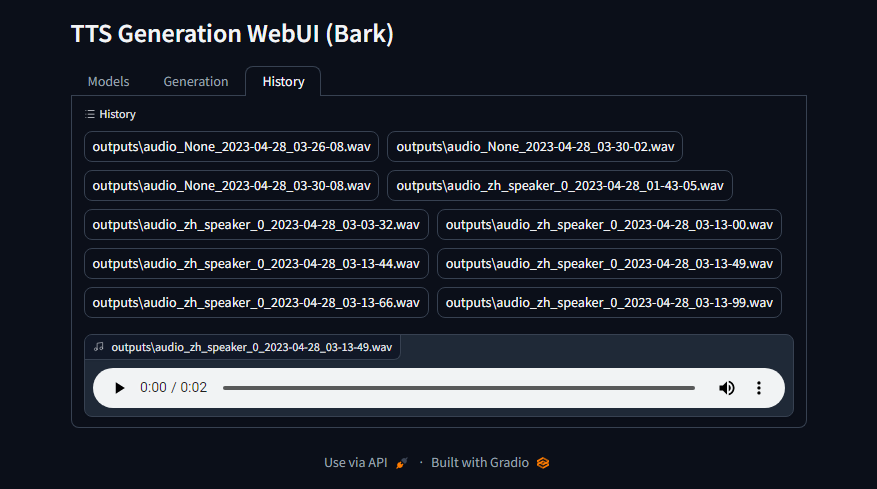 TTS Generation WebUI (Bark)
Models Generation History
History
outputs\audio_None_2023-04-28_03-26-08.wav outputs\audio_None_2023-04-28_03-30-02.wav
outputs\audio_None_2023-04-28_03-30-08.wav outputs\audio_zh_speaker_0_2023-04-28_01-43-05.wav
outputs\audio_zh_speaker_0_2023-04-28_03-03-32.wav outputs\audio_zh_speaker_0_2023-04-28_03-13-00.wav
outputs\audio_zh_speaker_0_2023-04-28_03-13-44.wav outputs\audio_zh_speaker_0_2023-04-28_03-13-49.wav
outputs\audio_zh_speaker_0_2023-04-28_03-13-66.wav outputs\audio_zh_speaker_0_2023-04-28_03-13-99.wav
outputs\audio_zh_speaker_0_2023-04-28_03-13-49.wav
0:00 / 0:02
Use via API · Built with Gradio